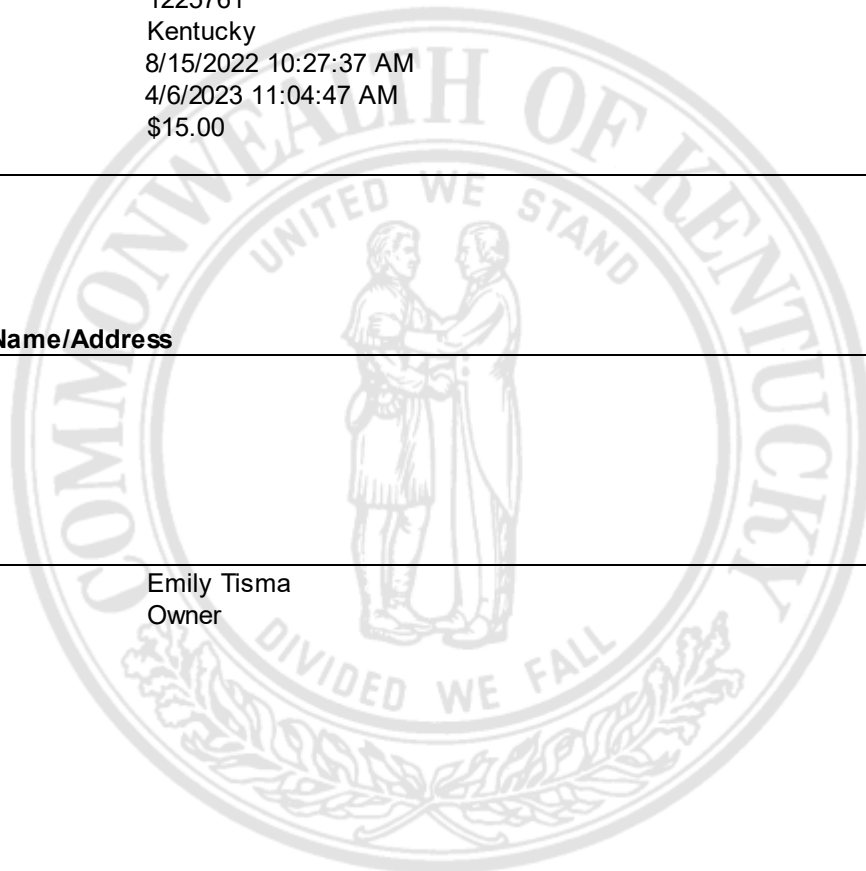 1225761
Kentucky
8/15/2022 10:27:37 AM
4/6/2023 11:04:47 AM
$15.00
COMMONWEALTH OF KENTUCKY
UNITED WE STAND
Name/Address
Emily Tisma
Owner
DIVIDED WE FALL